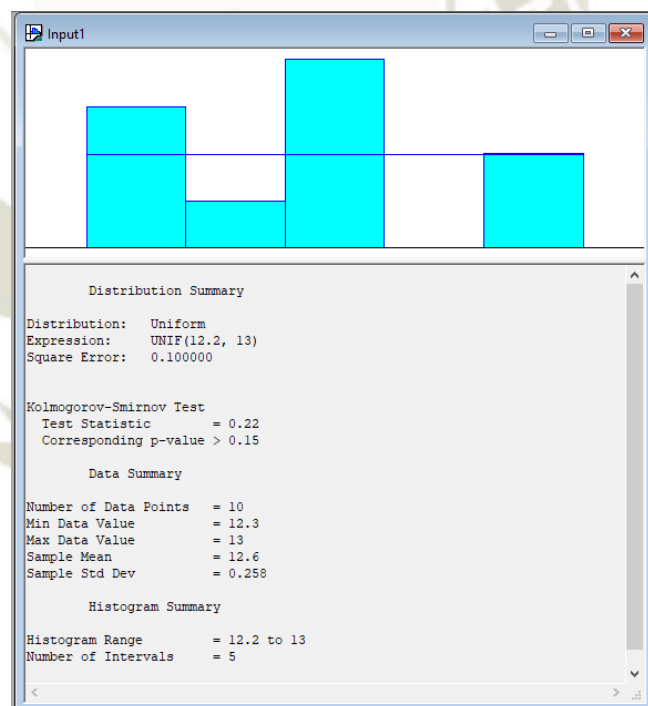 Input1
Distribution Summary
Distribution: Uniform
Expression: UNIF(12.2, 13)
Square Error: 0.100000
Kolmogorov-Smirnov Test
Test Statistic = 0.22
Corresponding p-value > 0.15
Data Summary
Number of Data Points = 10
Min Data Value = 12.3
Max Data Value = 13
Sample Mean = 12.6
Sample Std Dev = 0.258
Histogram Summary
Histogram Range = 12.2 to 13
Number of Intervals = 5